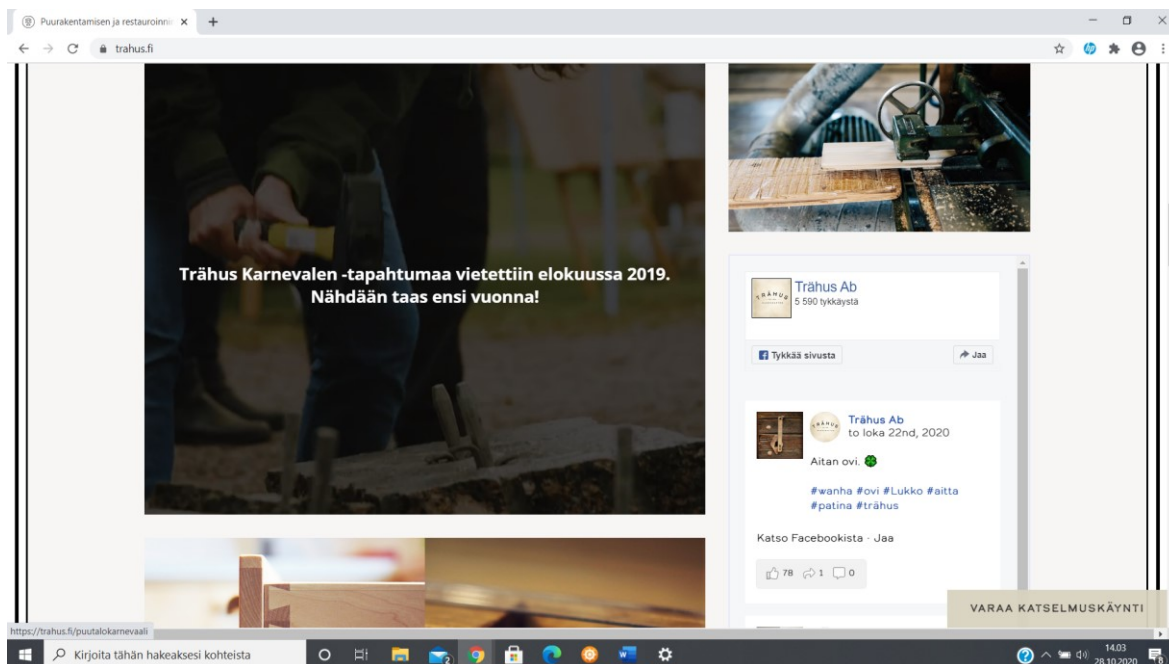 Puurakentamisen ja restauroinni
trahus.fi
Trähus Karnevalen -tapahtumaa vietettiin elokuussa 2019.
Nähdään taas ensi vuonna!
TRÄHUS
Trähus Ab
5 590 tykkäystä
Tykkää sivusta
Jaa
TRÄHUS
Trähus Ab
to loka 22nd, 2020
Aitan ovi. 🍀
#wanha #ovi #Lukko #aitta
#patina #trähus
Katso Facebookista · Jaa
78 1 0
VARAA KATSELMUSKÄYNTI
https://trahus.fi/puutalokarnevaali
Kirjoita tähän hakeaksesi kohteista
14.03
28.10.2020